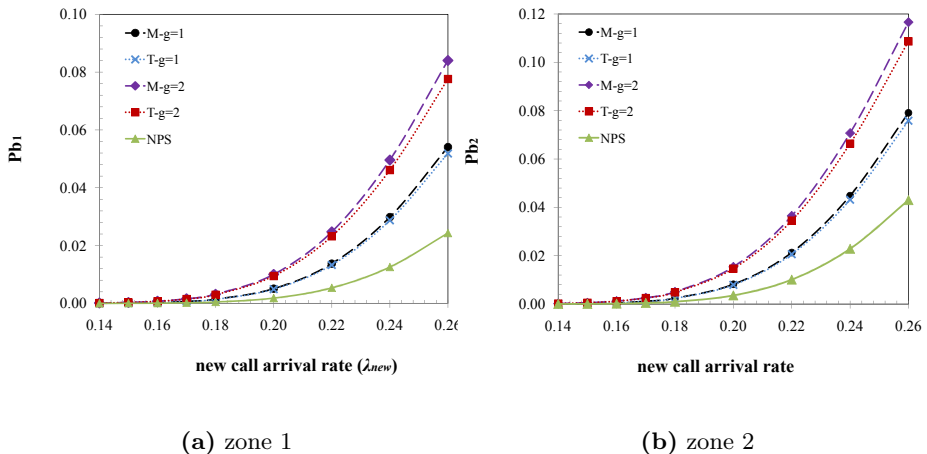 0.10
0.08
0.06
0.04
0.02
0.00
Pb1
M-g=1
T-g=1
M-g=2
T-g=2
NPS
0.14 0.16 0.18 0.20 0.22 0.24 0.26
new call arrival rate (λnew)
(a) zone 1
0.12
0.10
0.08
0.06
0.04
0.02
0.00
Pb2
M-g=1
T-g=1
M-g=2
T-g=2
NPS
0.14 0.16 0.18 0.20 0.22 0.24 0.26
new call arrival rate
(b) zone 2